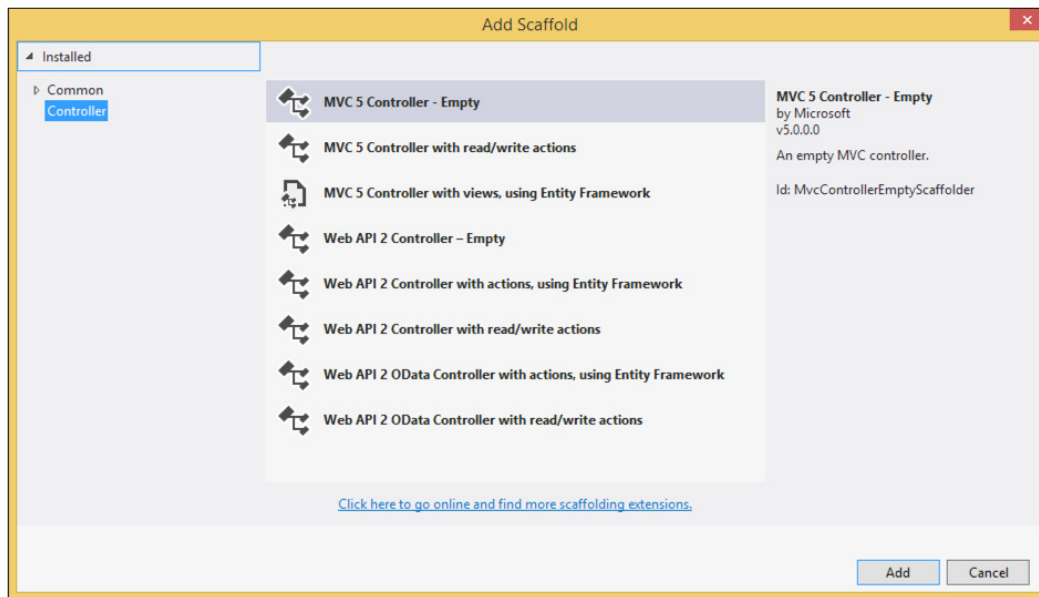 Add Scaffold
Installed
Common
Controller
MVC 5 Controller - Empty
MVC 5 Controller with read/write actions
MVC 5 Controller with views, using Entity Framework
Web API 2 Controller – Empty
Web API 2 Controller with actions, using Entity Framework
Web API 2 Controller with read/write actions
Web API 2 OData Controller with actions, using Entity Framework
Web API 2 OData Controller with read/write actions
Click here to go online and find more scaffolding extensions.
MVC 5 Controller - Empty
by Microsoft
v5.0.0.0
An empty MVC controller.
Id: MvcControllerEmptyScaffolder
Add
Cancel